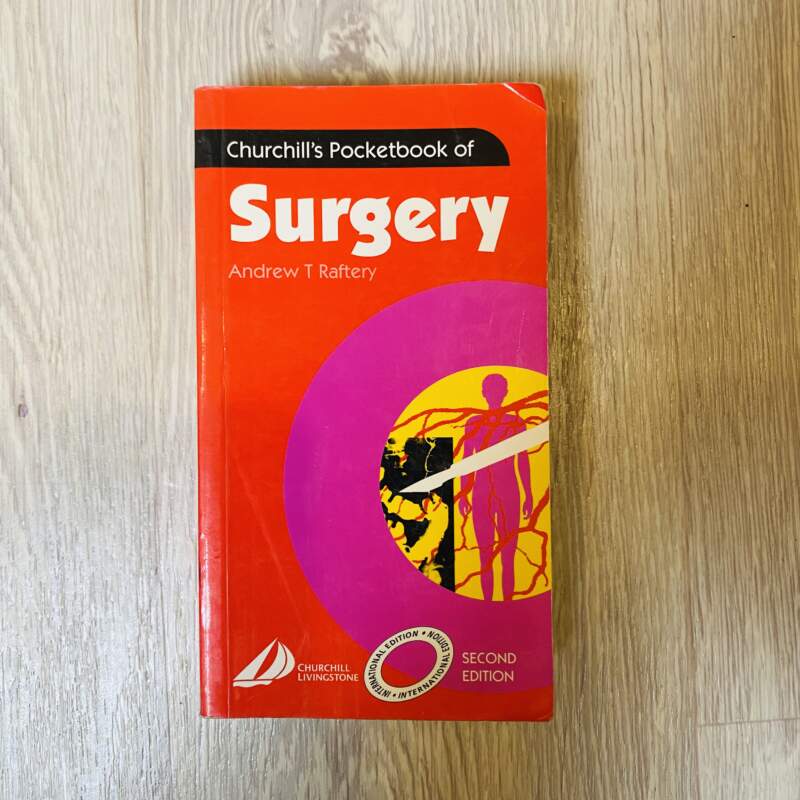 Churchill's Pocketbook of
Surgery
Andrew T Raftery
CHURCHILL
LIVINGSTONE
INTERNATIONAL EDITION • INTERNATIONAL EDITION •
SECOND
EDITION